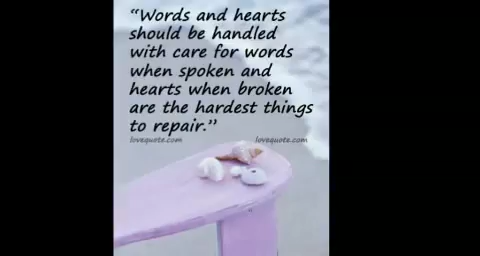 “Words and hearts
should be handled
with care for words
when spoken and
hearts when broken
are the hardest things
to repair.”
lovequote.com lovequote.com